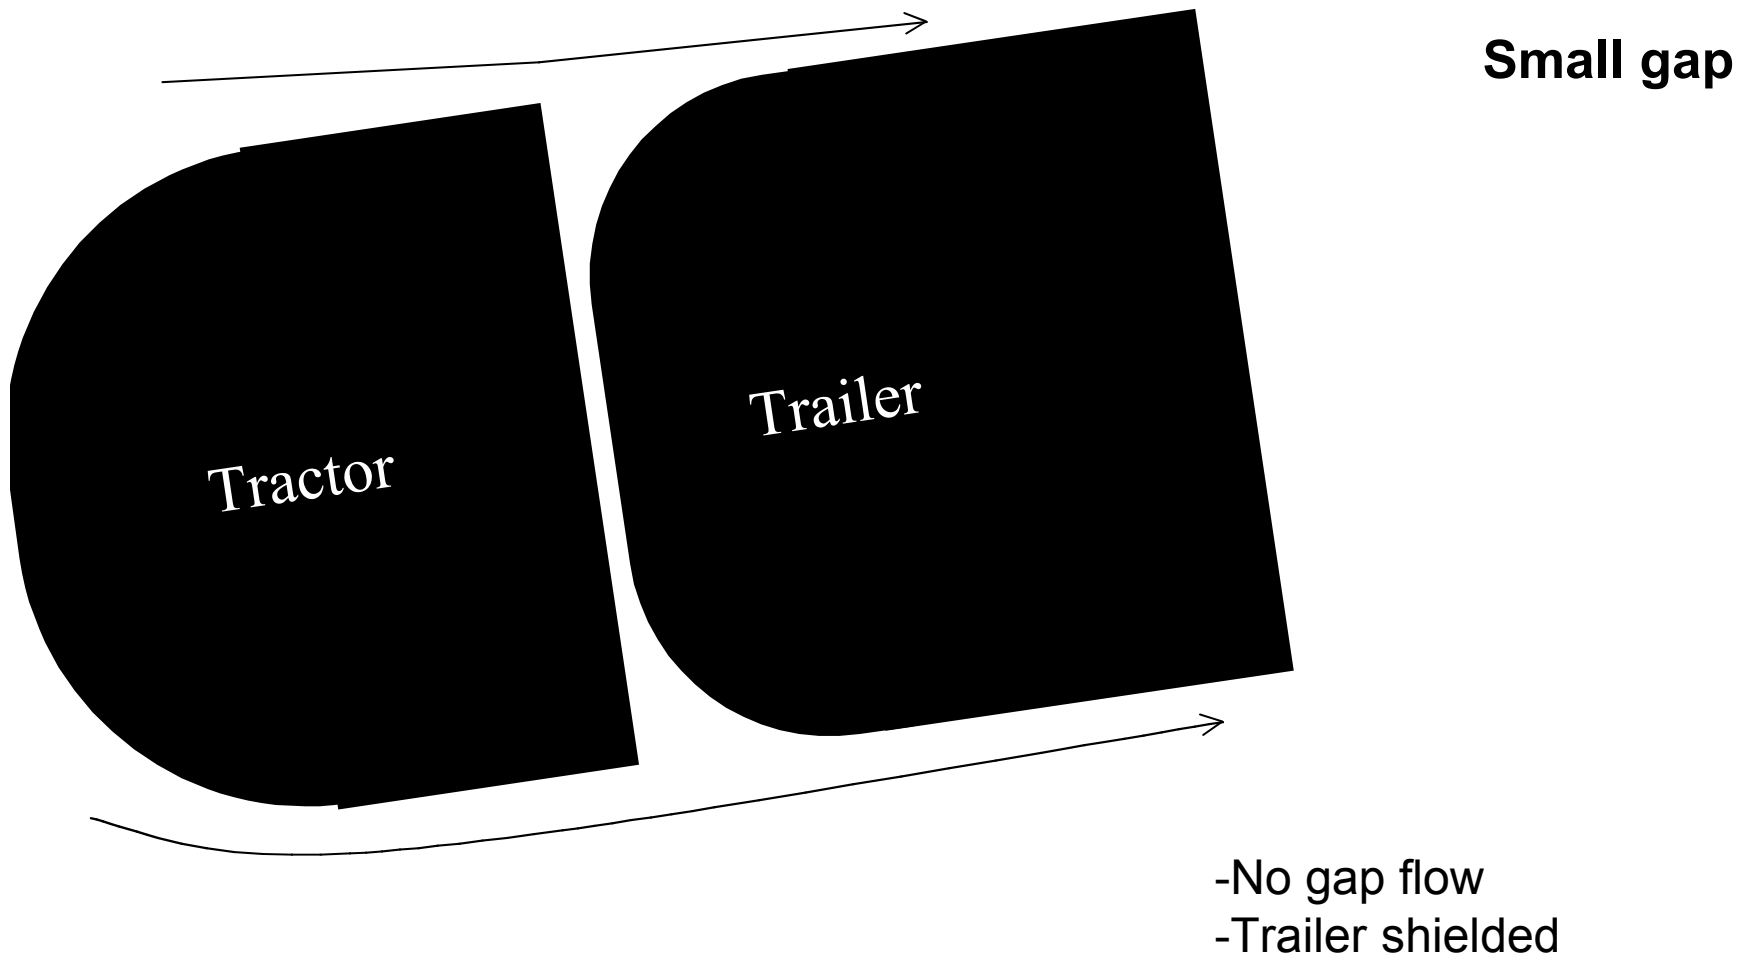 Small gap
Trailer
Tractor
-No gap flow
-Trailer shielded